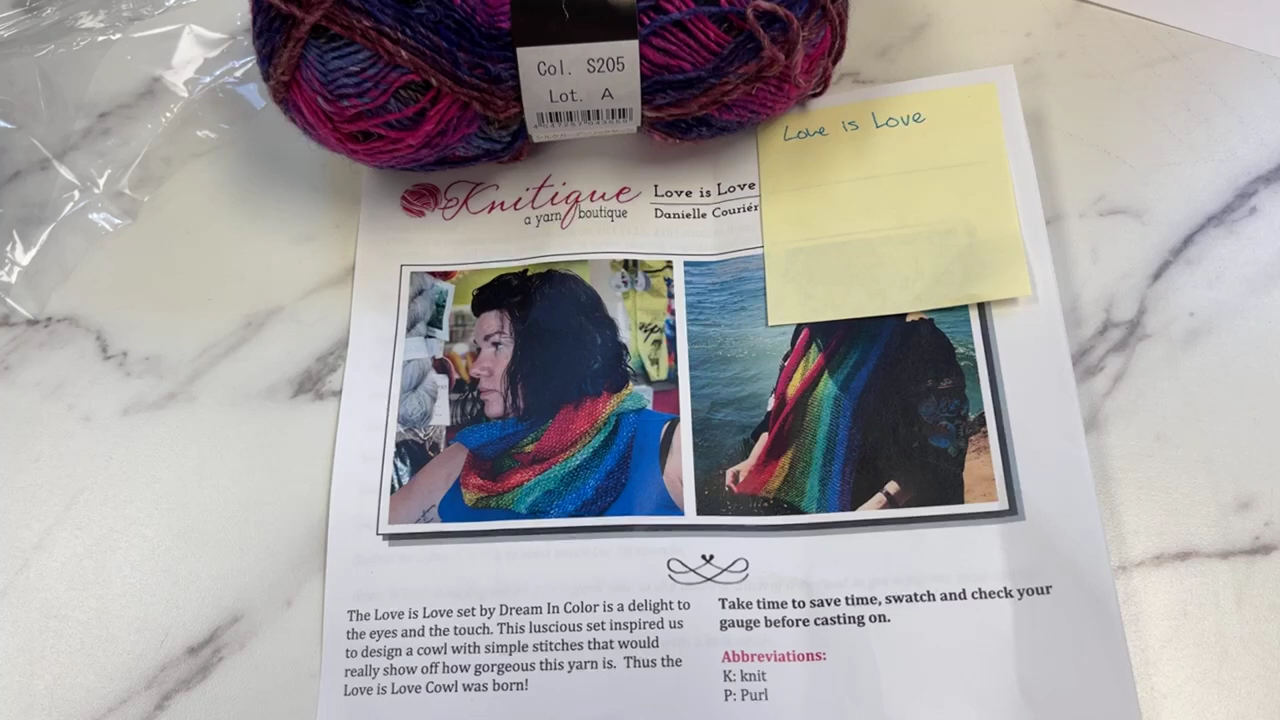 Col. S205
Lot. A
Love is Love
Knitique
a yarn boutique
Love is Love
Danielle Couriér
The Love is Love set by Dream In Color is a delight to
the eyes and the touch. This luscious set inspired us
to design a cowl with simple stitches that would
really show off how gorgeous this yarn is. Thus the
Love is Love Cowl was born!
Take time to save time, swatch and check your
gauge before casting on.
Abbreviations:
K: knit
P: Purl